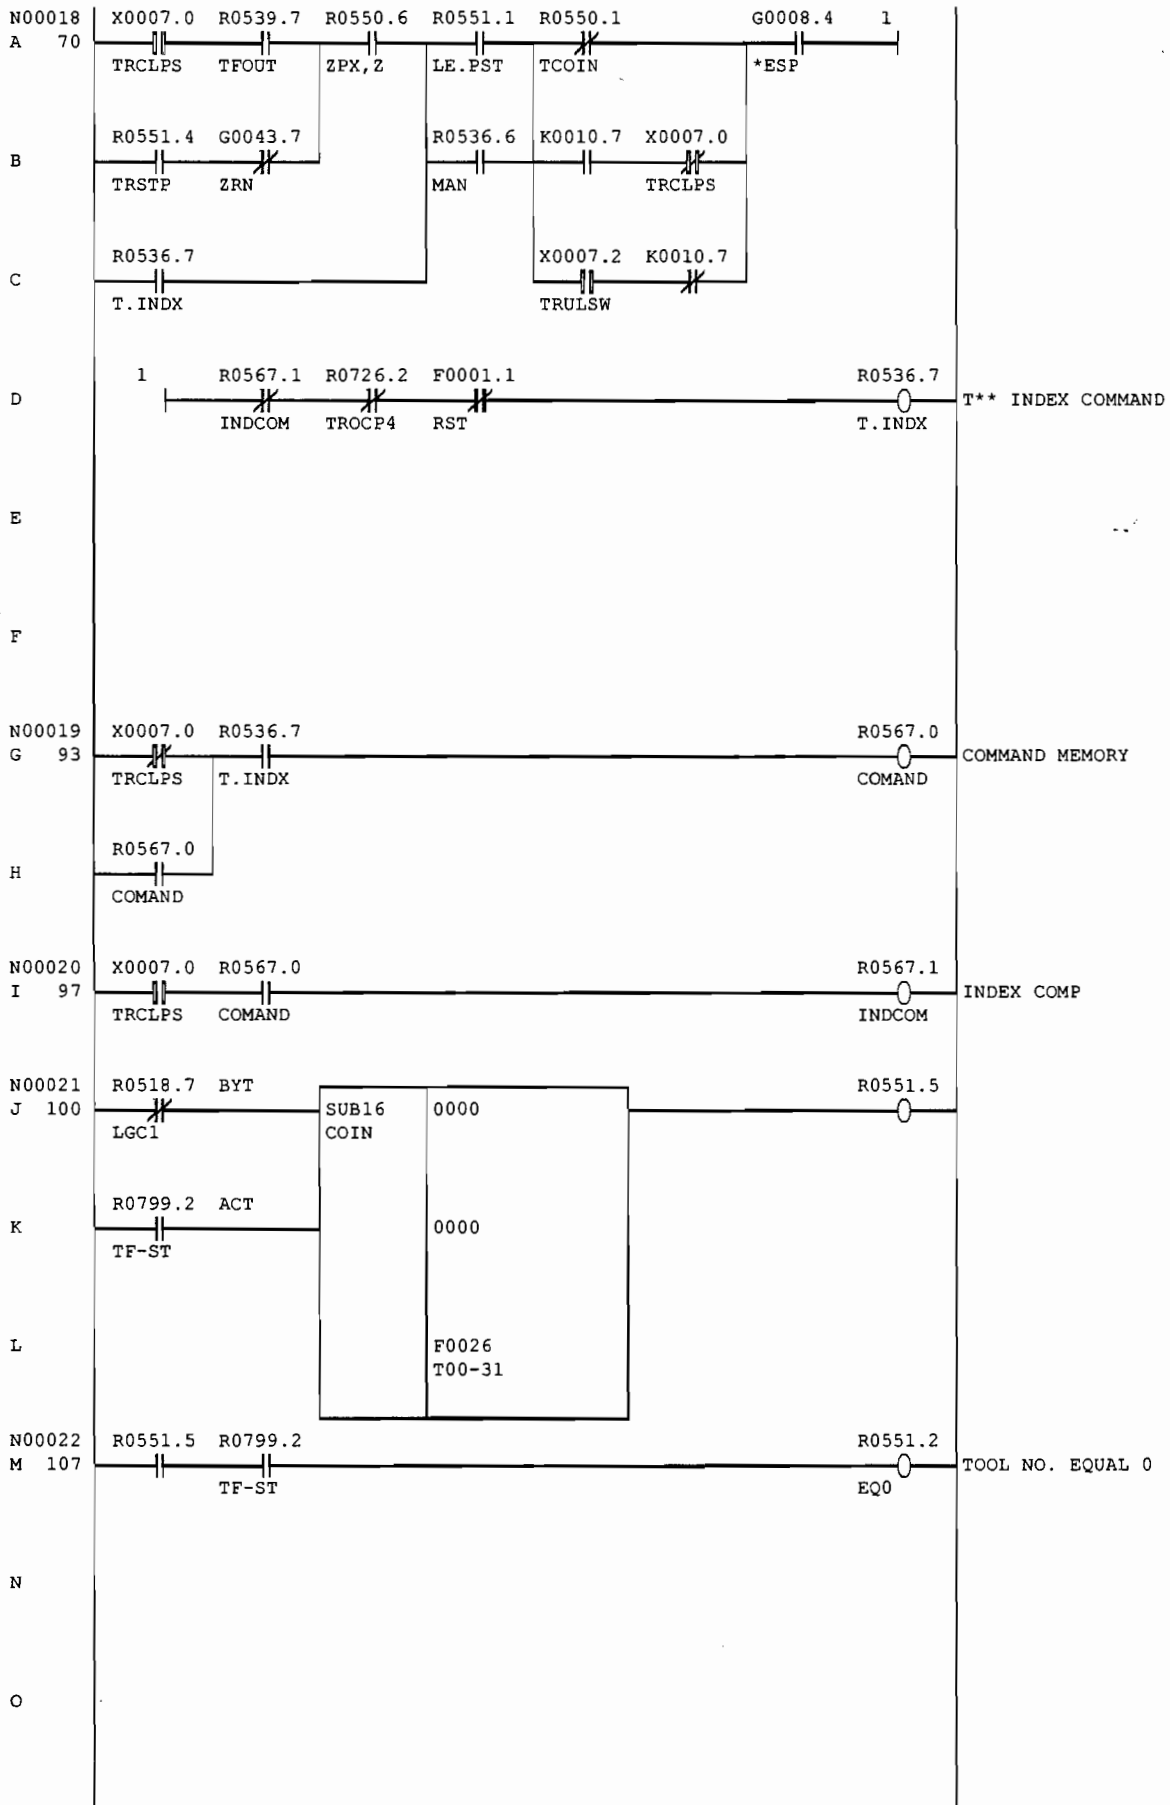 N00018 X0007.0 R0539.7 R0550.6 R0551.1 R0550.1 G0008.4 1
A 70
TRCLPS TFOUT ZPX,Z LE.PST TCOIN *ESP
R0551.4 G0043.7 R0536.6 K0010.7 X0007.0
B
TRSTP ZRN MAN TRCLPS
R0536.7 X0007.2 K0010.7
C
T.INDX TRULSW
1 R0567.1 R0726.2 F0001.1 R0536.7
D T** INDEX COMMAND
INDCOM TROCP4 RST T.INDX
E
F
N00019 X0007.0 R0536.7 R0567.0
G 93 COMMAND MEMORY
TRCLPS T.INDX COMAND
R0567.0
H
COMAND
N00020 X0007.0 R0567.0 R0567.1
I 97 INDEX COMP
TRCLPS COMAND INDCOM
N00021 R0518.7 BYT R0551.5
J 100 SUB16 0000
LGC1 COIN
R0799.2 ACT
K 0000
TF-ST
L F0026
T00-31
N00022 R0551.5 R0799.2 R0551.2
M 107 TOOL NO. EQUAL 0
TF-ST EQ0
N
O